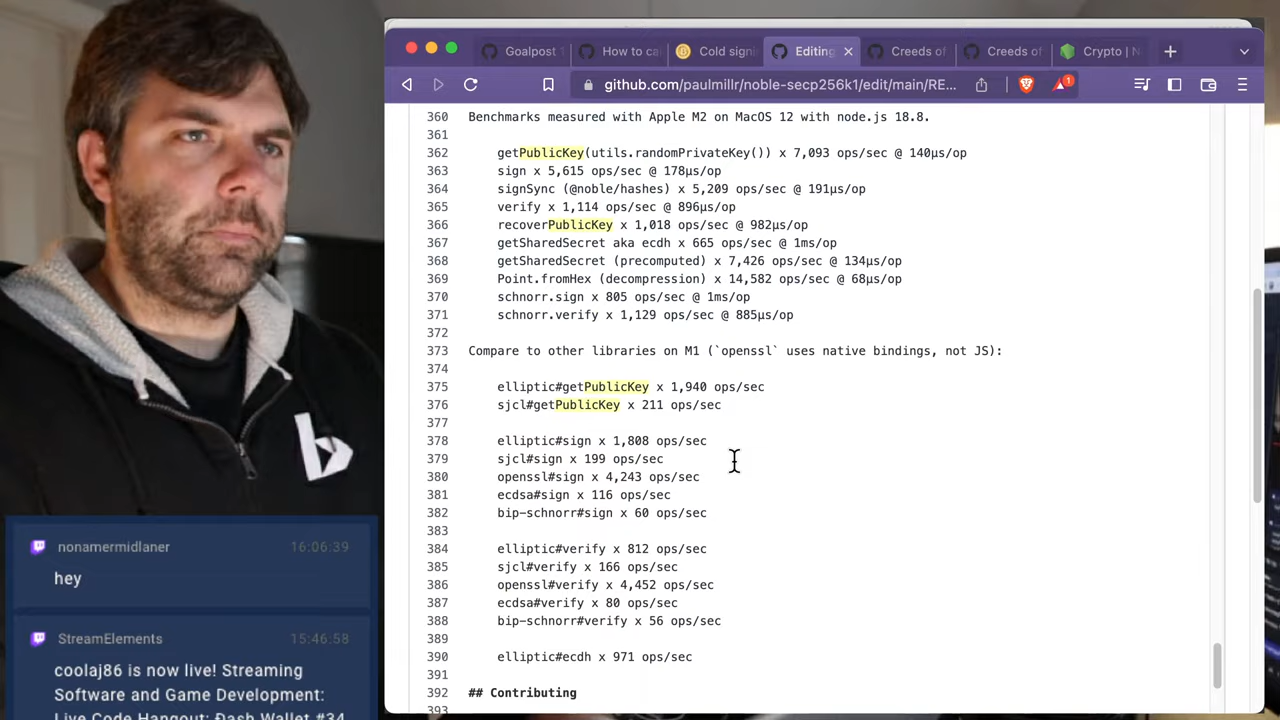 Goalpost
How to ca
Cold signi
Editing
Creeds of
Creeds of
Crypto | N
github.com/paulmillr/noble-secp256k1/edit/main/RE...
1
360 Benchmarks measured with Apple M2 on MacOS 12 with node.js 18.8.
361
362 getPublicKey(utils.randomPrivateKey()) x 7,093 ops/sec @ 140μs/op
363 sign x 5,615 ops/sec @ 178μs/op
364 signSync (@noble/hashes) x 5,209 ops/sec @ 191μs/op
365 verify x 1,114 ops/sec @ 896μs/op
366 recoverPublicKey x 1,018 ops/sec @ 982μs/op
367 getSharedSecret aka ecdh x 665 ops/sec @ 1ms/op
368 getSharedSecret (precomputed) x 7,426 ops/sec @ 134μs/op
369 Point.fromHex (decompression) x 14,582 ops/sec @ 68μs/op
370 schnorr.sign x 805 ops/sec @ 1ms/op
371 schnorr.verify x 1,129 ops/sec @ 885μs/op
372
373 Compare to other libraries on M1 (`openssl` uses native bindings, not JS):
374
375 elliptic#getPublicKey x 1,940 ops/sec
376 sjcl#getPublicKey x 211 ops/sec
377
378 elliptic#sign x 1,808 ops/sec
379 sjcl#sign x 199 ops/sec
380 openssl#sign x 4,243 ops/sec
381 ecdsa#sign x 116 ops/sec
382 bip-schnorr#sign x 60 ops/sec
383
384 elliptic#verify x 812 ops/sec
385 sjcl#verify x 166 ops/sec
386 openssl#verify x 4,452 ops/sec
387 ecdsa#verify x 80 ops/sec
388 bip-schnorr#verify x 56 ops/sec
389
390 elliptic#ecdh x 971 ops/sec
391
392 ## Contributing
393
nonamermidlaner 16:06:39
hey
StreamElements 15:46:58
coolaj86 is now live! Streaming
Software and Game Development:
Live Code Hangout: Đash Wallet #34